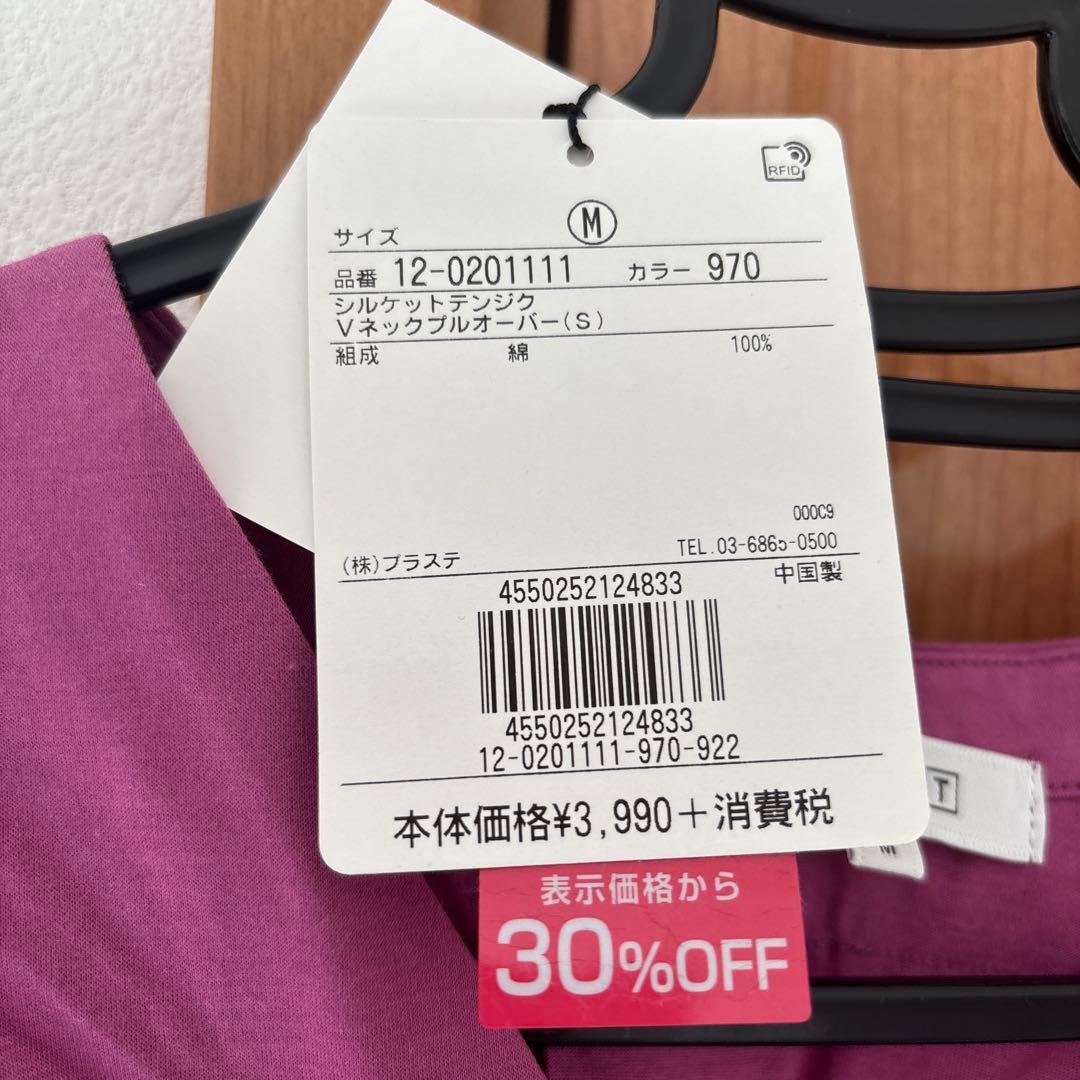 RFID
サイズ M
品番 12-0201111 カラー 970
シルケットテンジク
Vネックプルオーバー(S)
組成 綿 100%
000C9
(株)プラステ TEL.03-6865-0500
中国製
4550252124833
4550252124833
12-0201111-970-922
本体価格¥3,990+消費税
表示価格から
30%OFF
T
M